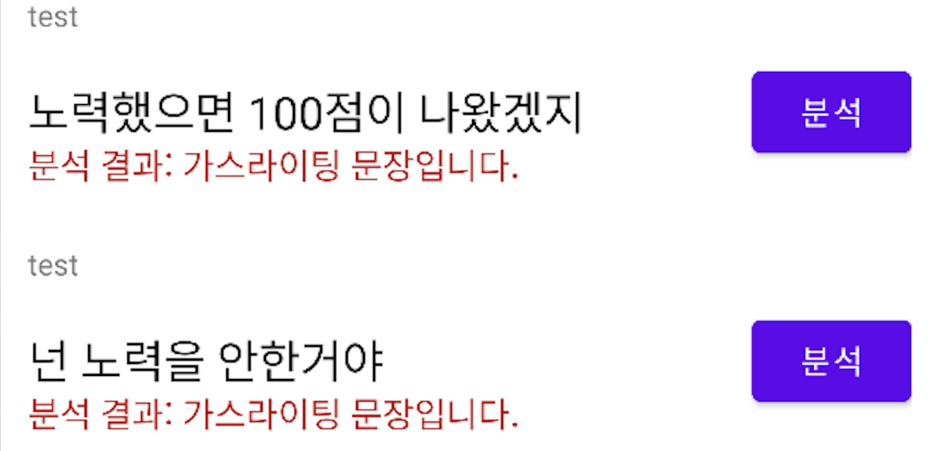 test
노력했으면 100점이 나왔겠지
분석
분석 결과: 가스라이팅 문장입니다.
test
넌 노력을 안한거야
분석
분석 결과: 가스라이팅 문장입니다.